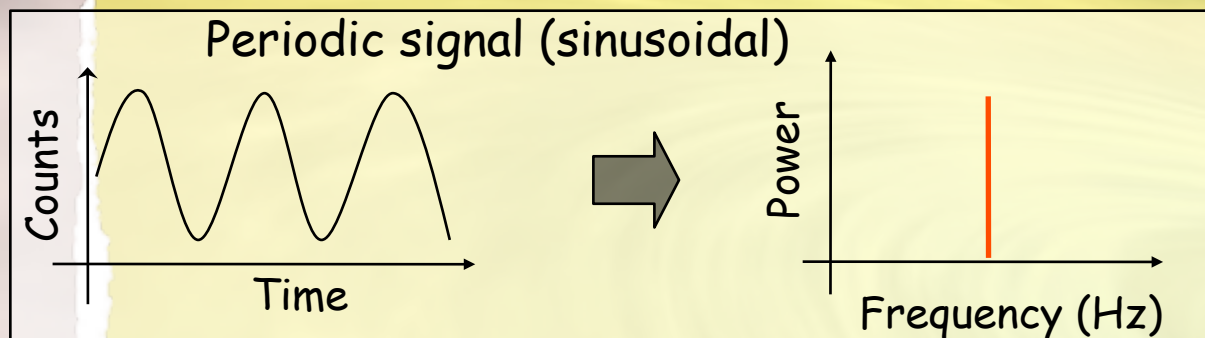 Periodic signal (sinusoidal)
Counts
Time
Power
Frequency (Hz)